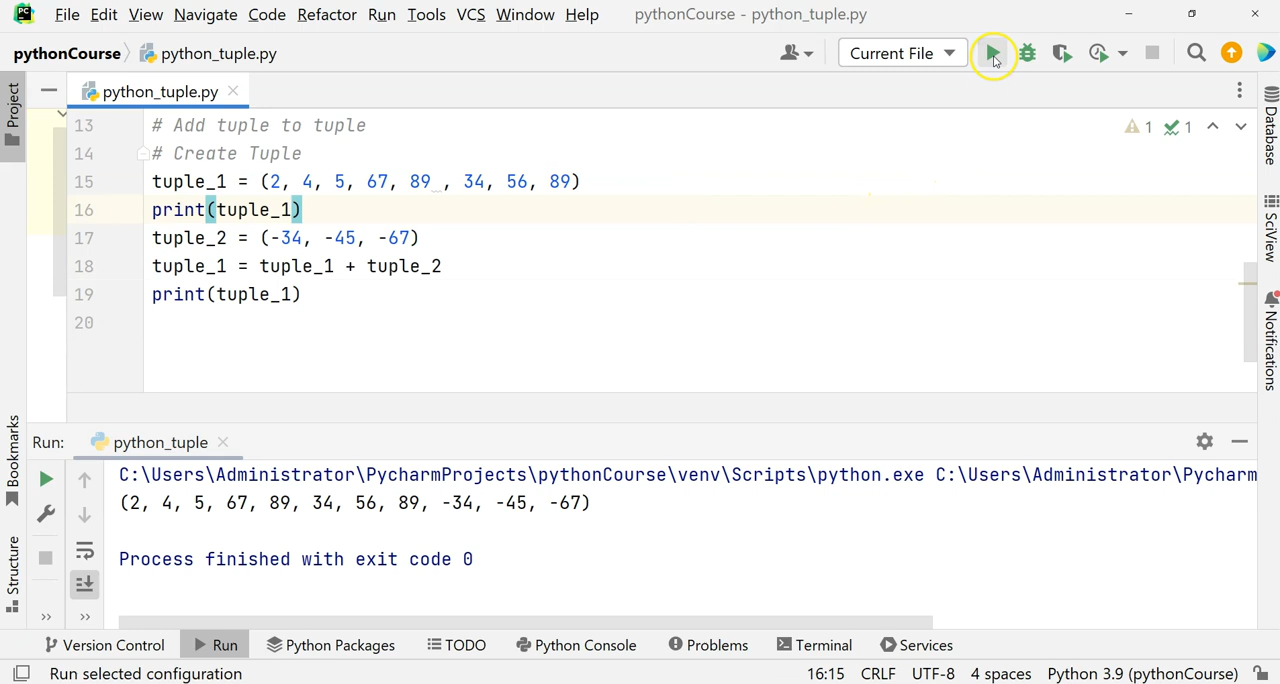 PC File Edit View Navigate Code Refactor Run Tools VCS Window Help pythonCourse - python_tuple.py
pythonCourse python_tuple.py Current File
Project
python_tuple.py
13 # Add tuple to tuple
1 1
14 # Create Tuple
15 tuple_1 = (2, 4, 5, 67, 89 , 34, 56, 89)
16 print(tuple_1)
17 tuple_2 = (-34, -45, -67)
18 tuple_1 = tuple_1 + tuple_2
19 print(tuple_1)
20
Database
SciView
Notifications
Bookmarks
Structure
Run: python_tuple
C:\Users\Administrator\PycharmProjects\pythonCourse\venv\Scripts\python.exe C:\Users\Administrator\Pycharm
(2, 4, 5, 67, 89, 34, 56, 89, -34, -45, -67)
Process finished with exit code 0
Version Control Run Python Packages TODO Python Console Problems Terminal Services
Run selected configuration 16:15 CRLF UTF-8 4 spaces Python 3.9 (pythonCourse)